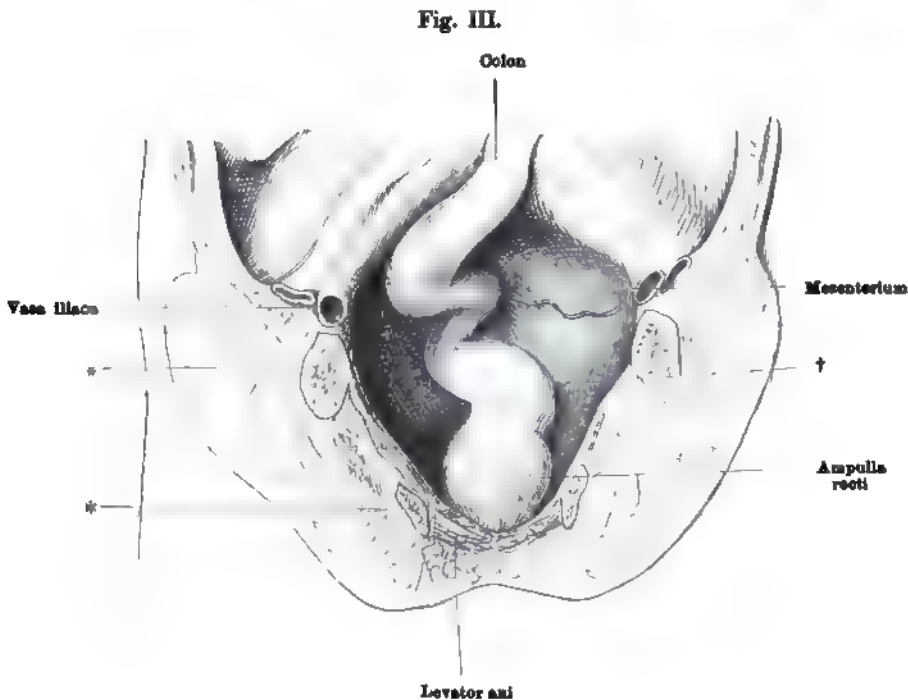 Fig. III.
Colon
Vasa iliaca
Mesenterium
*
†
Ampulla
recti
*
Levator ani